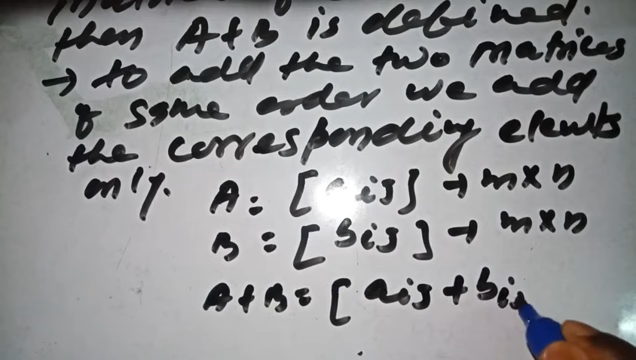 then A+B is defined.
→ to add the two matrices
of same order we add
the corresponding elements
only.
A = [aij] → m×n
B = [bij] → m×n
A+B = [aij+bij